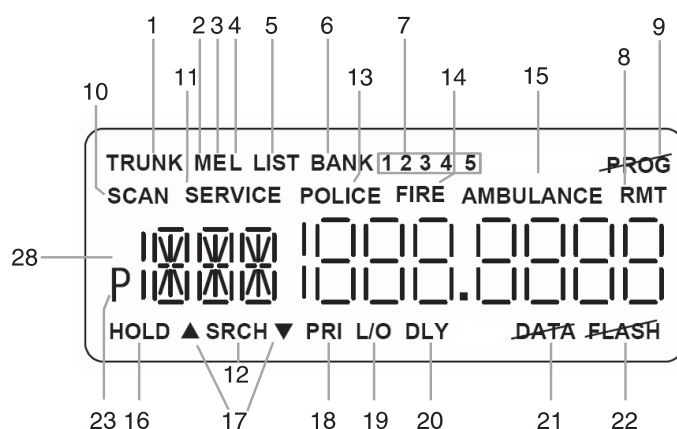 1 2 3 4 5 6 7 9
10 11 13 14 15 8
TRUNK MEL LIST BANK 1 2 3 4 5 PROG
SCAN SERVICE POLICE FIRE AMBULANCE RMT
28
P
HOLD ▲ SRCH ▼ PRI L/O DLY DATA FLASH
12
23 16 17 18 19 20 21 22